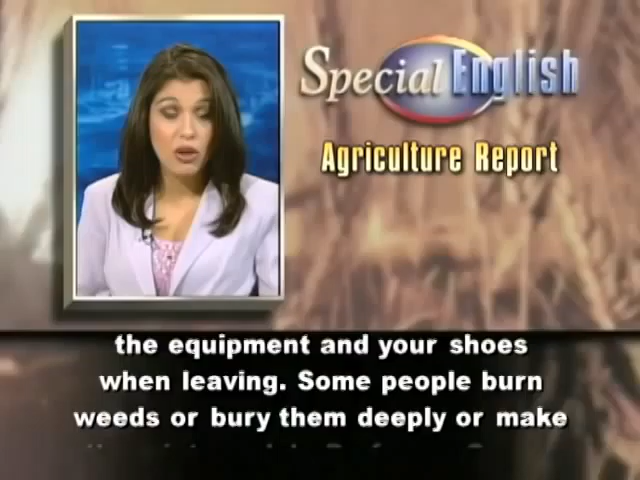 Special English
Agriculture Report
the equipment and your shoes
when leaving. Some people burn
weeds or bury them deeply or make